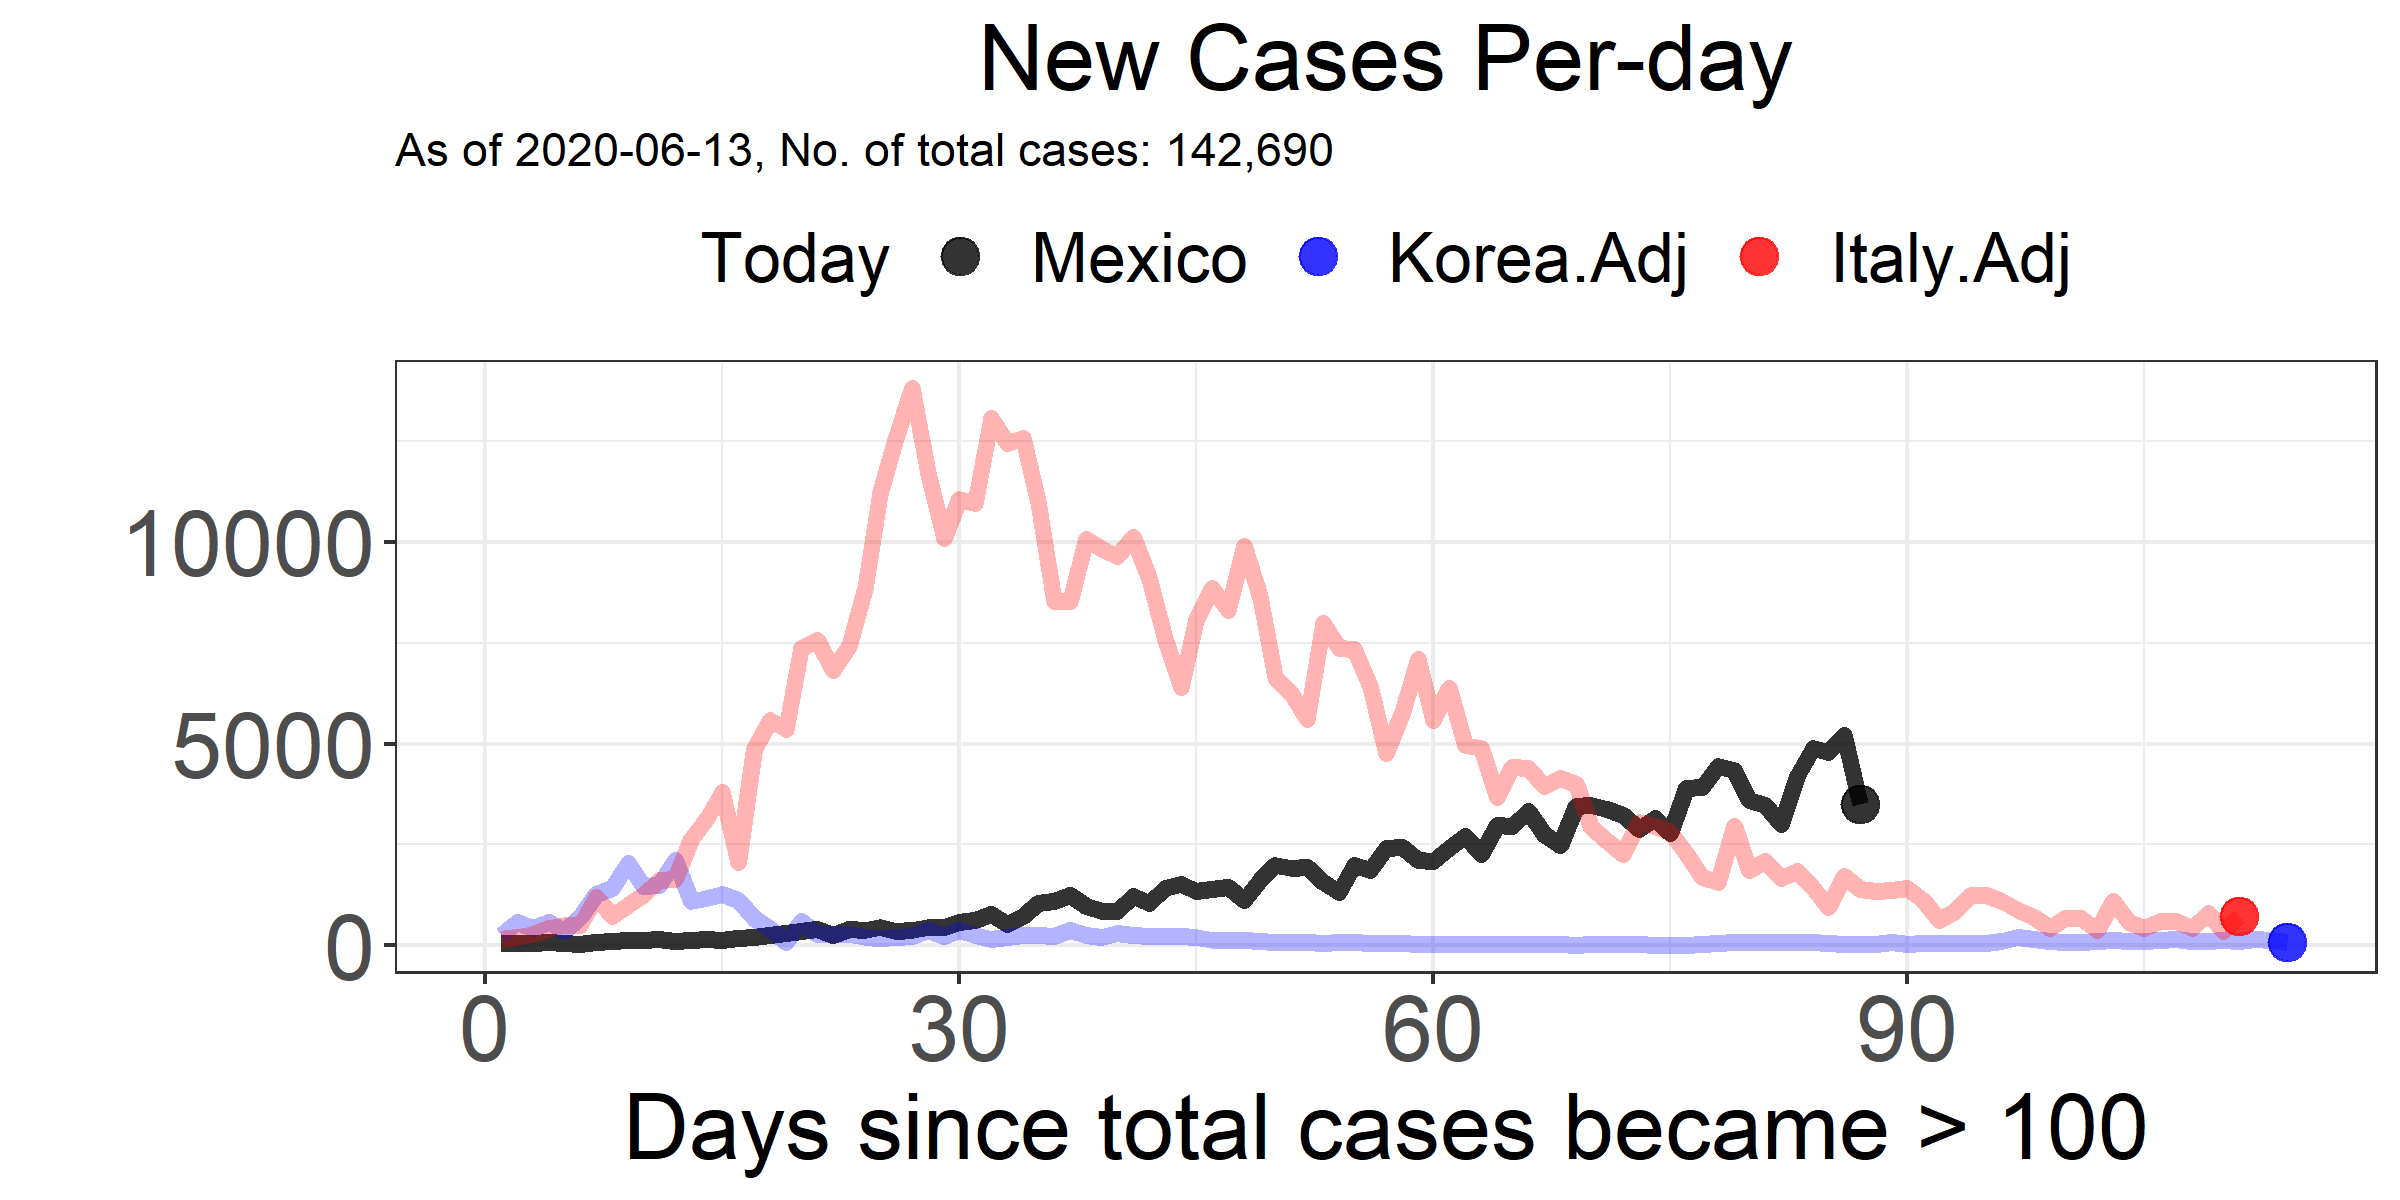 New Cases Per-day
As of 2020-06-13, No. of total cases: 142,690
Today Mexico Korea.Adj Italy.Adj
10000
5000
0
0 30 60 90
Days since total cases became > 100